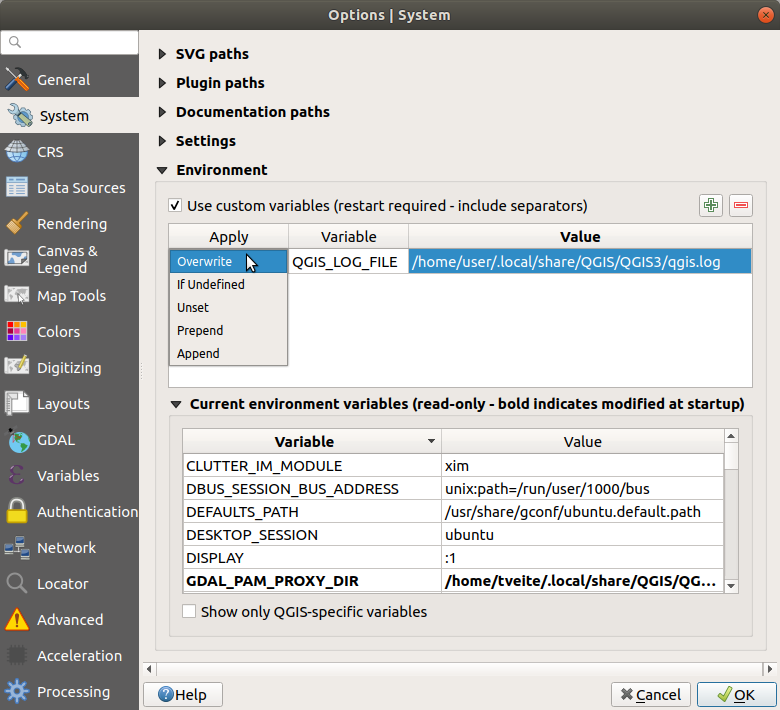 Options | System
General
System
CRS
Data Sources
Rendering
Canvas &
Legend
Map Tools
Colors
Digitizing
Layouts
GDAL
Variables
Authentication
Network
Locator
Advanced
Acceleration
Processing
SVG paths
Plugin paths
Documentation paths
Settings
Environment
Use custom variables (restart required - include separators)
Apply Variable Value
Overwrite QGIS_LOG_FILE /home/user/.local/share/QGIS/QGIS3/qgis.log
If Undefined
Unset
Prepend
Append
Current environment variables (read-only - bold indicates modified at startup)
Variable Value
CLUTTER_IM_MODULE xim
DBUS_SESSION_BUS_ADDRESS unix:path=/run/user/1000/bus
DEFAULTS_PATH /usr/share/gconf/ubuntu.default.path
DESKTOP_SESSION ubuntu
DISPLAY :1
GDAL_PAM_PROXY_DIR /home/tveite/.local/share/QGIS/QG...
Show only QGIS-specific variables
Help Cancel OK